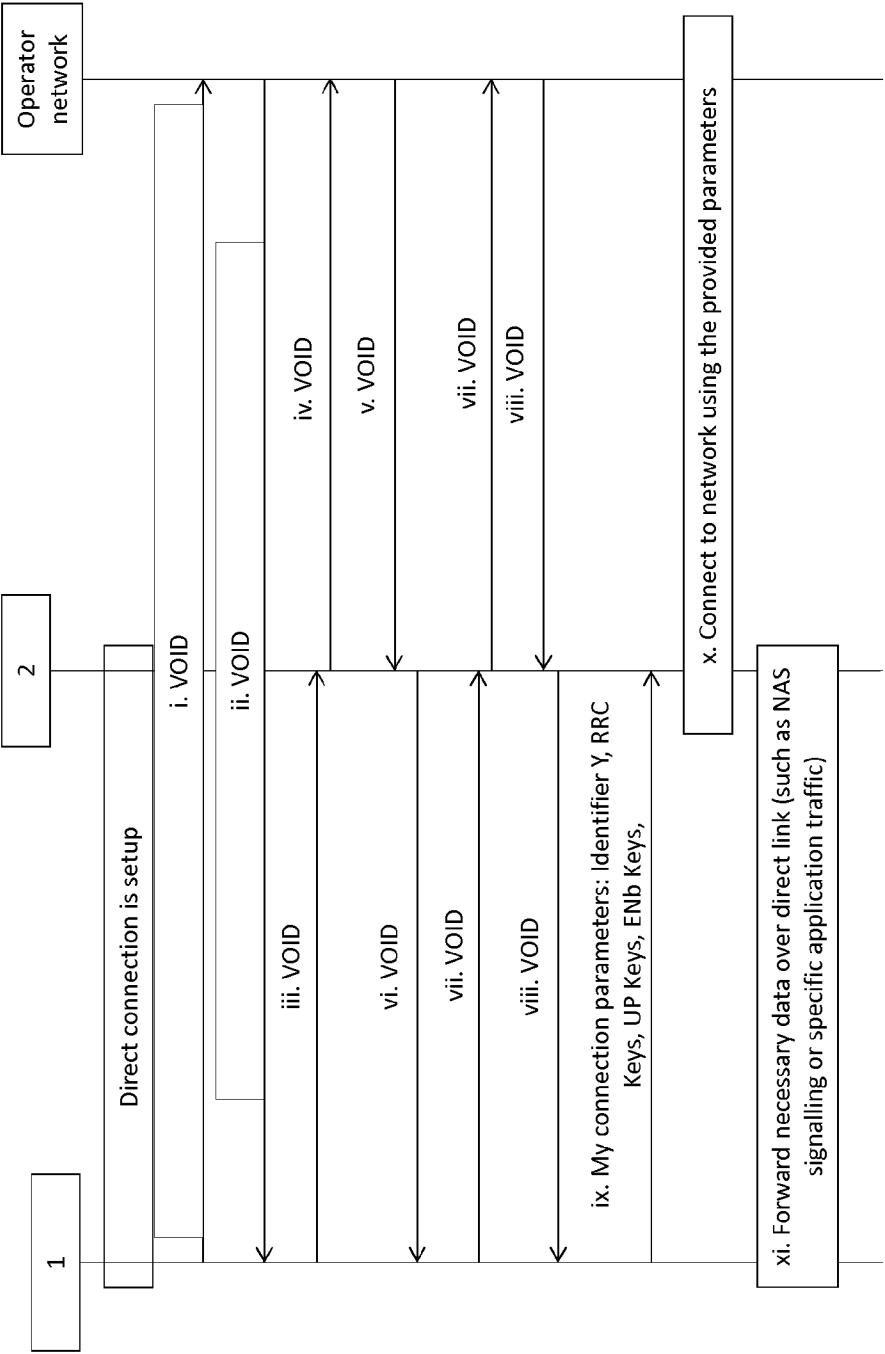 1
2
Operator
network
Direct connection is setup
i. VOID
ii. VOID
iii. VOID
iv. VOID
v. VOID
vi. VOID
vii. VOID
vii. VOID
viii. VOID
viii. VOID
ix. My connection parameters: Identifier Y, RRC
Keys, UP Keys, ENb Keys,
x. Connect to network using the provided parameters
xi. Forward necessary data over direct link (such as NAS
signalling or specific application traffic)